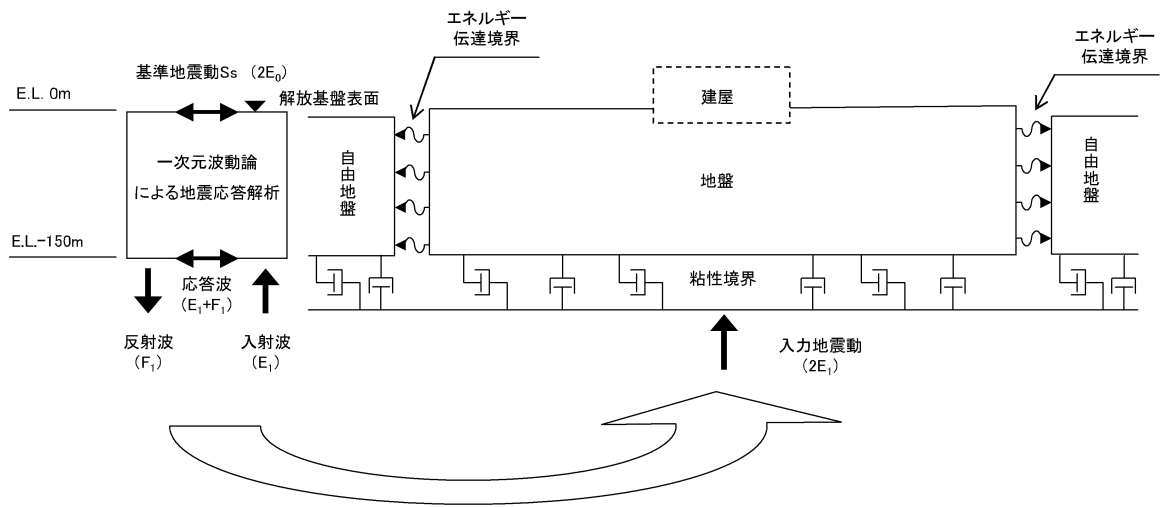 エネルギー
伝達境界
エネルギー
伝達境界
基準地震動Ss （2E₀）
E.L. 0m
解放基盤表面
建屋
一次元波動論
による地震応答解析
自由地盤
地盤
自由地盤
E.L.-150m
応答波
(E₁+F₁)
粘性境界
反射波
(F₁)
入射波
(E₁)
入力地震動
(2E₁)